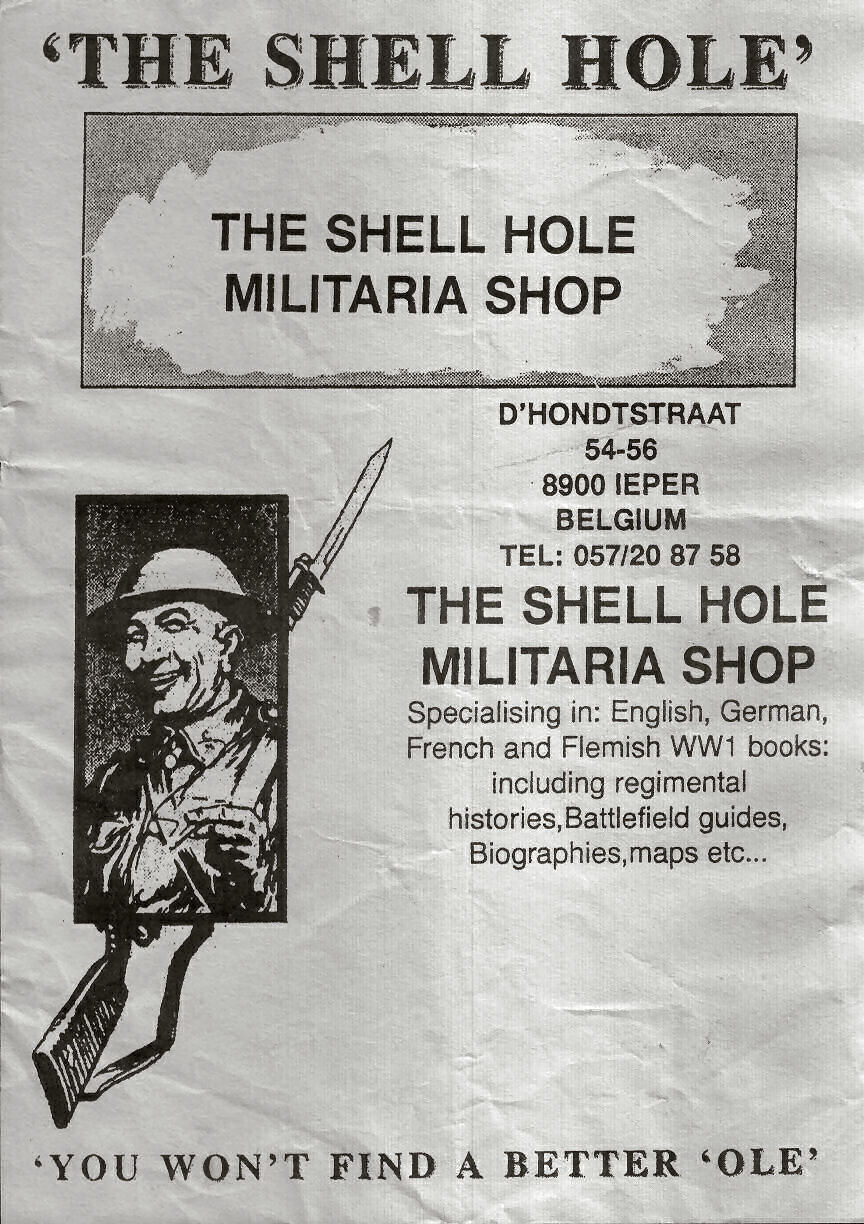 ‘THE SHELL HOLE’
THE SHELL HOLE
MILITARIA SHOP
D'HONDTSTRAAT
54-56
8900 IEPER
BELGIUM
TEL: 057/20 87 58
THE SHELL HOLE
MILITARIA SHOP
Specialising in: English, German,
French and Flemish WW1 books:
including regimental
histories,Battlefield guides,
Biographies,maps etc...
‘YOU WON’T FIND A BETTER ‘OLE’